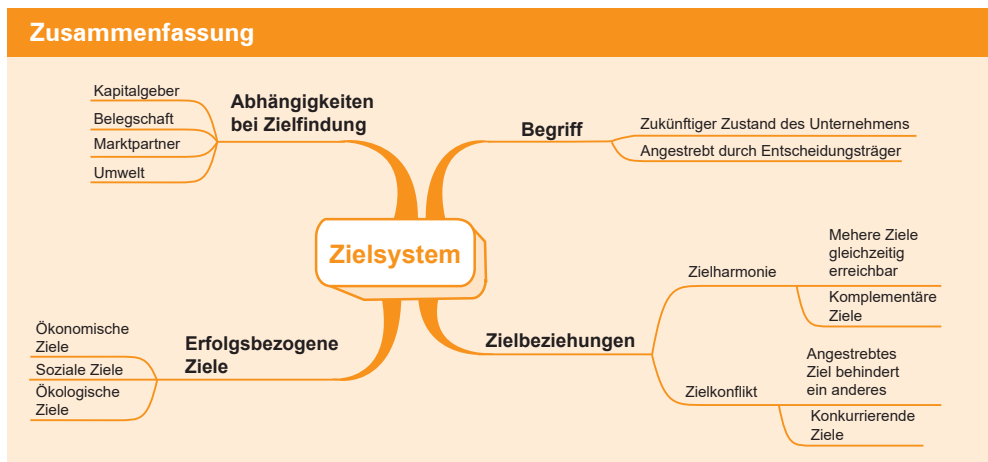 Zusammenfassung
Kapitalgeber
Belegschaft
Marktpartner
Umwelt
Abhängigkeiten
bei Zielfindung
Begriff
Zukünftiger Zustand des Unternehmens
Angestrebt durch Entscheidungsträger
Zielsystem
Ökonomische
Ziele
Soziale Ziele
Ökologische
Ziele
Erfolgsbezogene
Ziele
Zielbeziehungen
Zielharmonie
Mehere Ziele
gleichzeitig
erreichbar
Komplementäre
Ziele
Zielkonflikt
Angestrebtes
Ziel behindert
ein anderes
Konkurrierende
Ziele